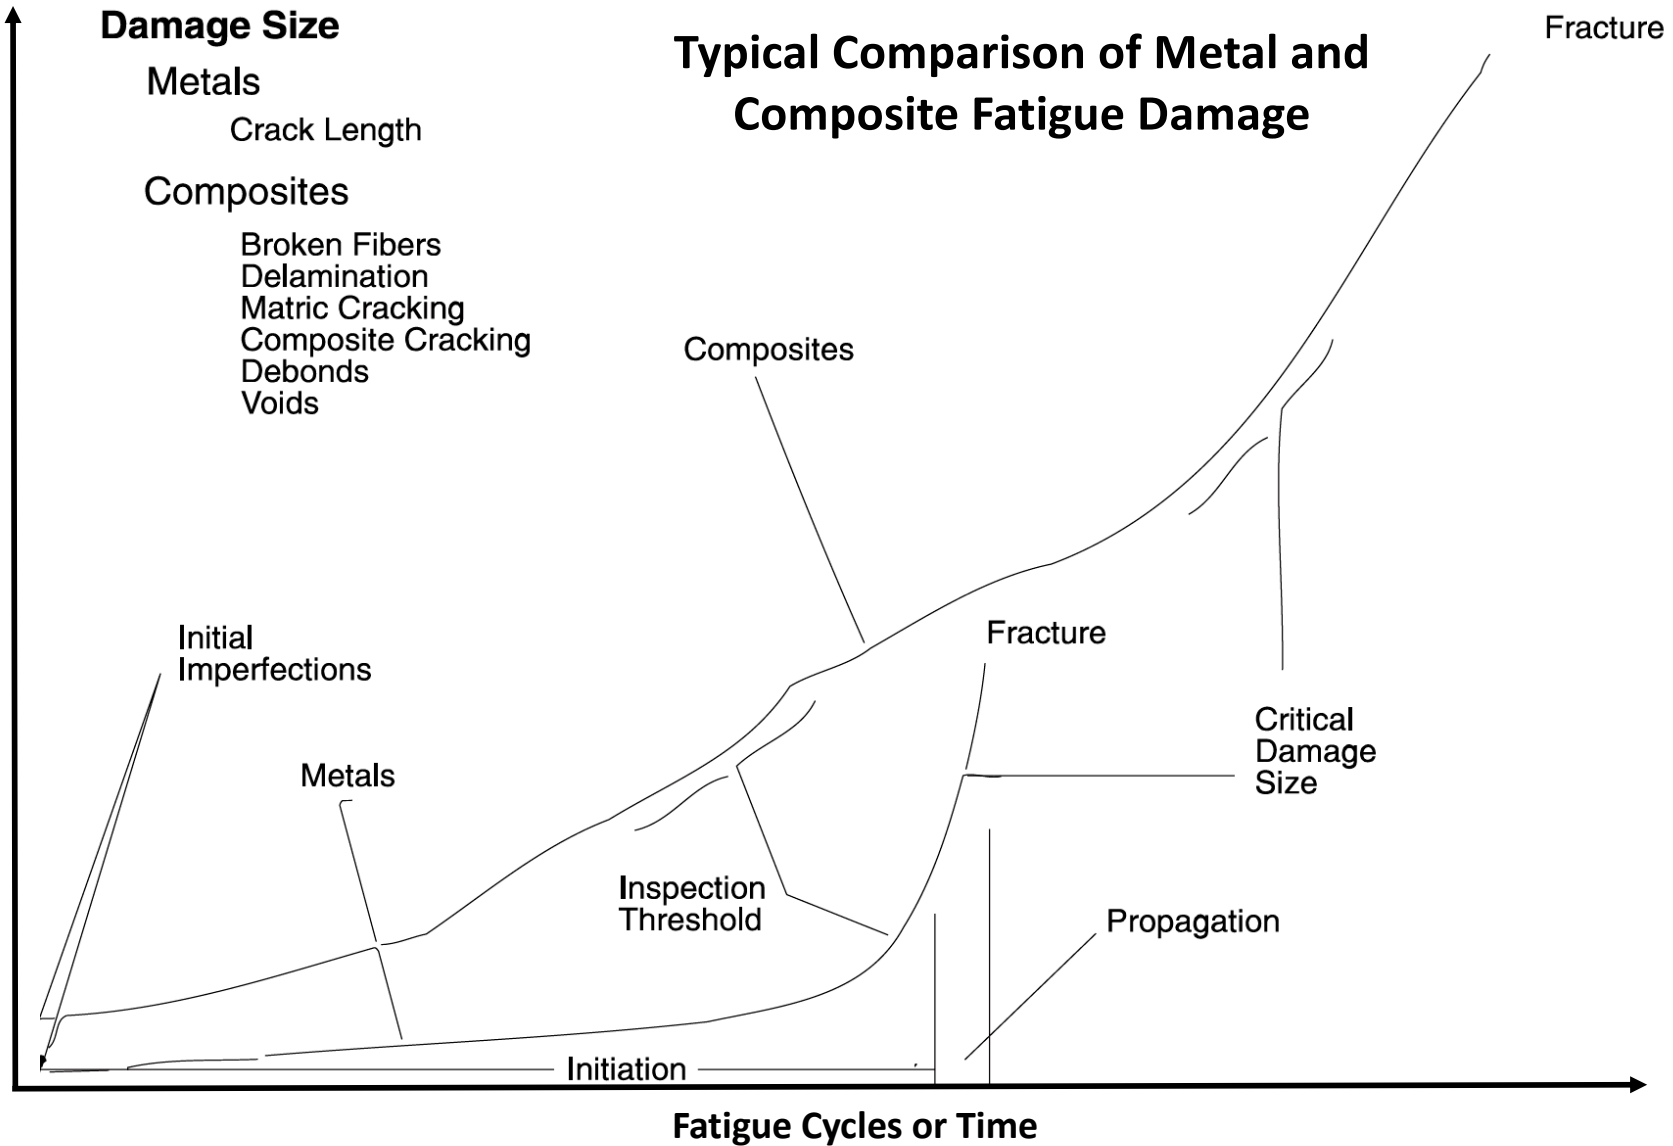 Damage Size
Metals
Crack Length
Composites
Broken Fibers
Delamination
Matric Cracking
Composite Cracking
Debonds
Voids
Typical Comparison of Metal and
Composite Fatigue Damage
Fracture
Composites
Initial
Imperfections
Metals
Fracture
Critical
Damage
Size
Inspection
Threshold
Propagation
Initiation
Fatigue Cycles or Time